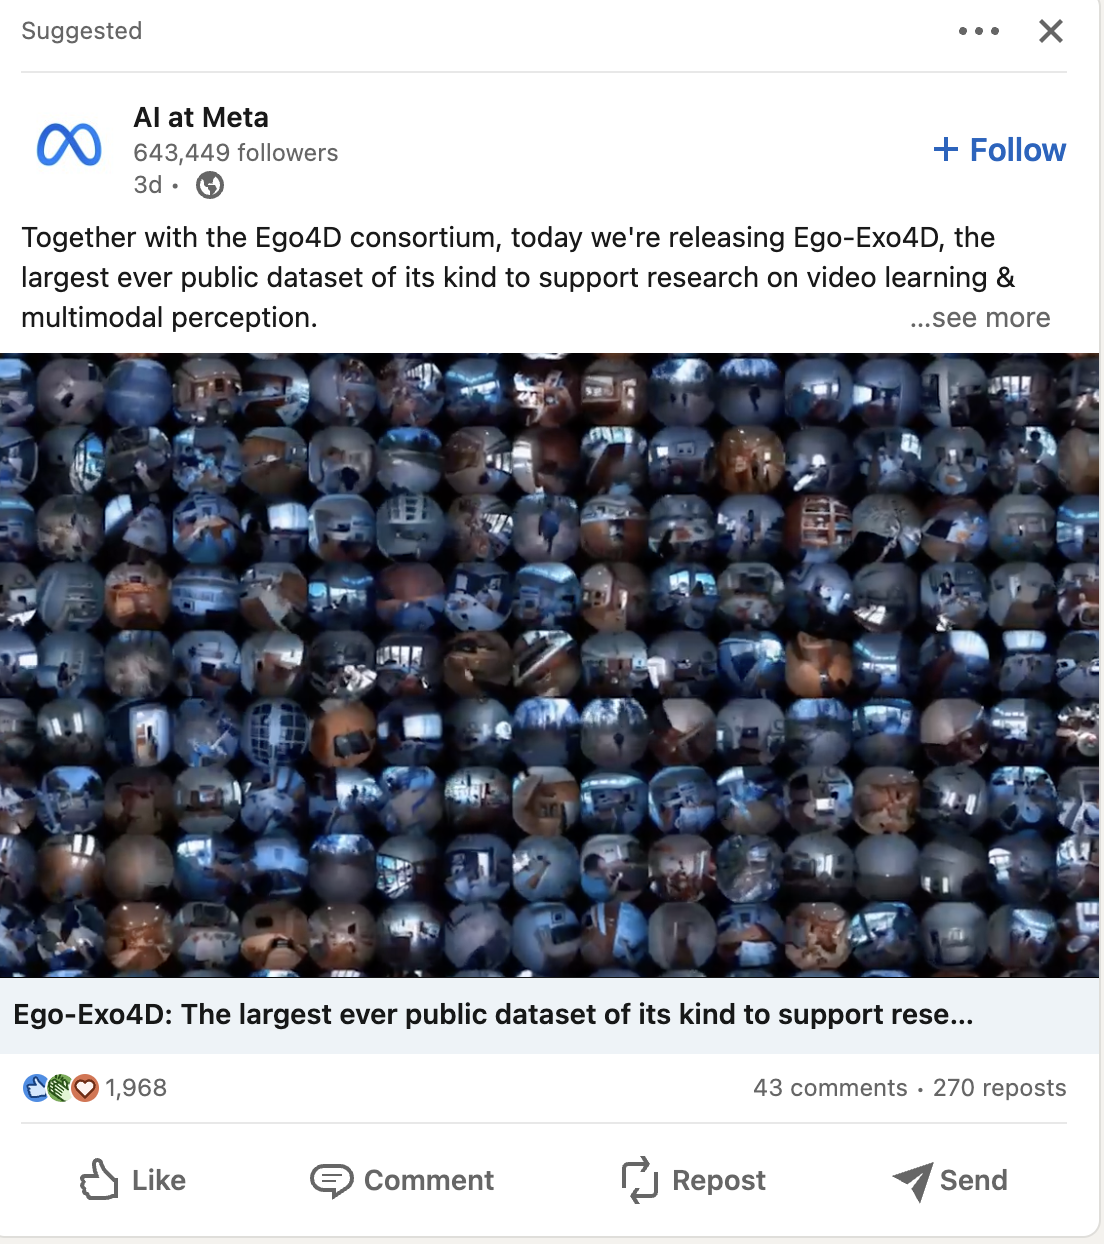 Suggested
AI at Meta
643,449 followers
+ Follow
3d •
Together with the Ego4D consortium, today we're releasing Ego-Exo4D, the
largest ever public dataset of its kind to support research on video learning &
multimodal perception.
...see more
Ego-Exo4D: The largest ever public dataset of its kind to support rese...
1,968
43 comments • 270 reposts
Like
Comment
Repost
Send